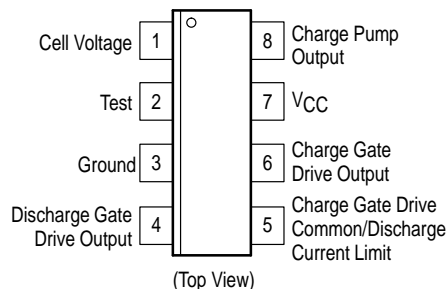 Cell Voltage 1
Test 2
Ground 3
Discharge Gate
Drive Output 4
8 Charge Pump
Output
7 VCC
6 Charge Gate
Drive Output
5 Charge Gate Drive
Common/Discharge
Current Limit
(Top View)